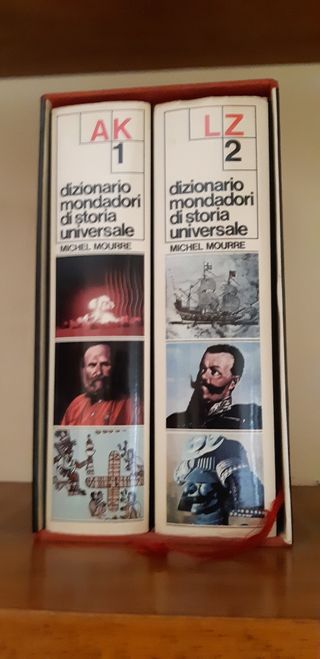 AK
1
dizionario
mondadori
di storia
universale
MICHEL MOURRE
LZ
2
dizionario
mondadori
di storia
universale
MICHEL MOURRE